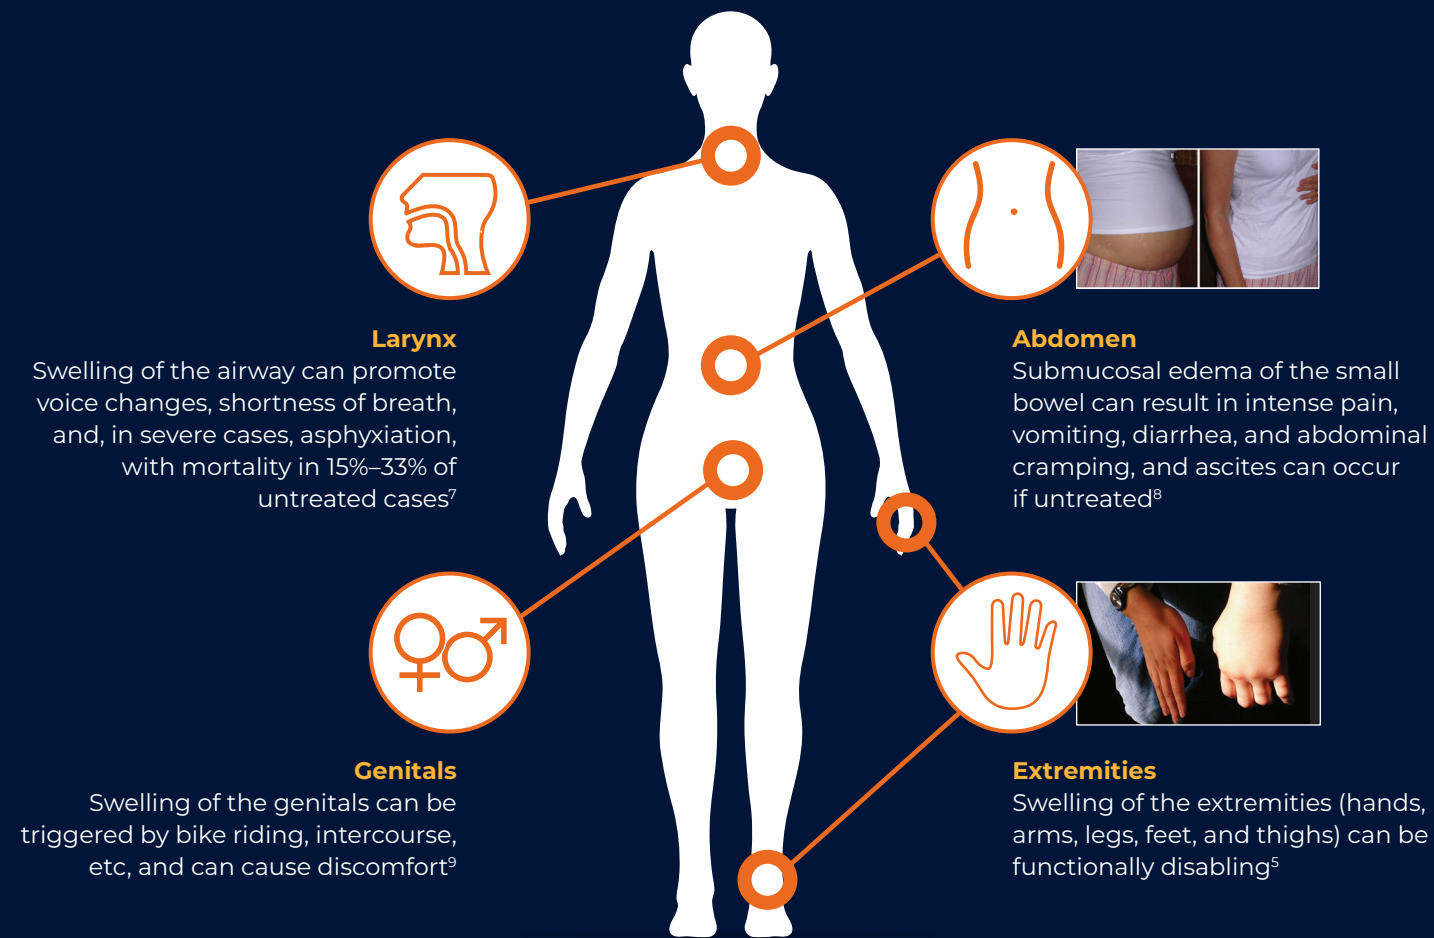 Larynx
Swelling of the airway can promote
voice changes, shortness of breath,
and, in severe cases, asphyxiation,
with mortality in 15%–33% of
untreated cases⁷
Abdomen
Submucosal edema of the small
bowel can result in intense pain,
vomiting, diarrhea, and abdominal
cramping, and ascites can occur
if untreated⁸
Genitals
Swelling of the genitals can be
triggered by bike riding, intercourse,
etc, and can cause discomfort⁹
Extremities
Swelling of the extremities (hands,
arms, legs, feet, and thighs) can be
functionally disabling⁵